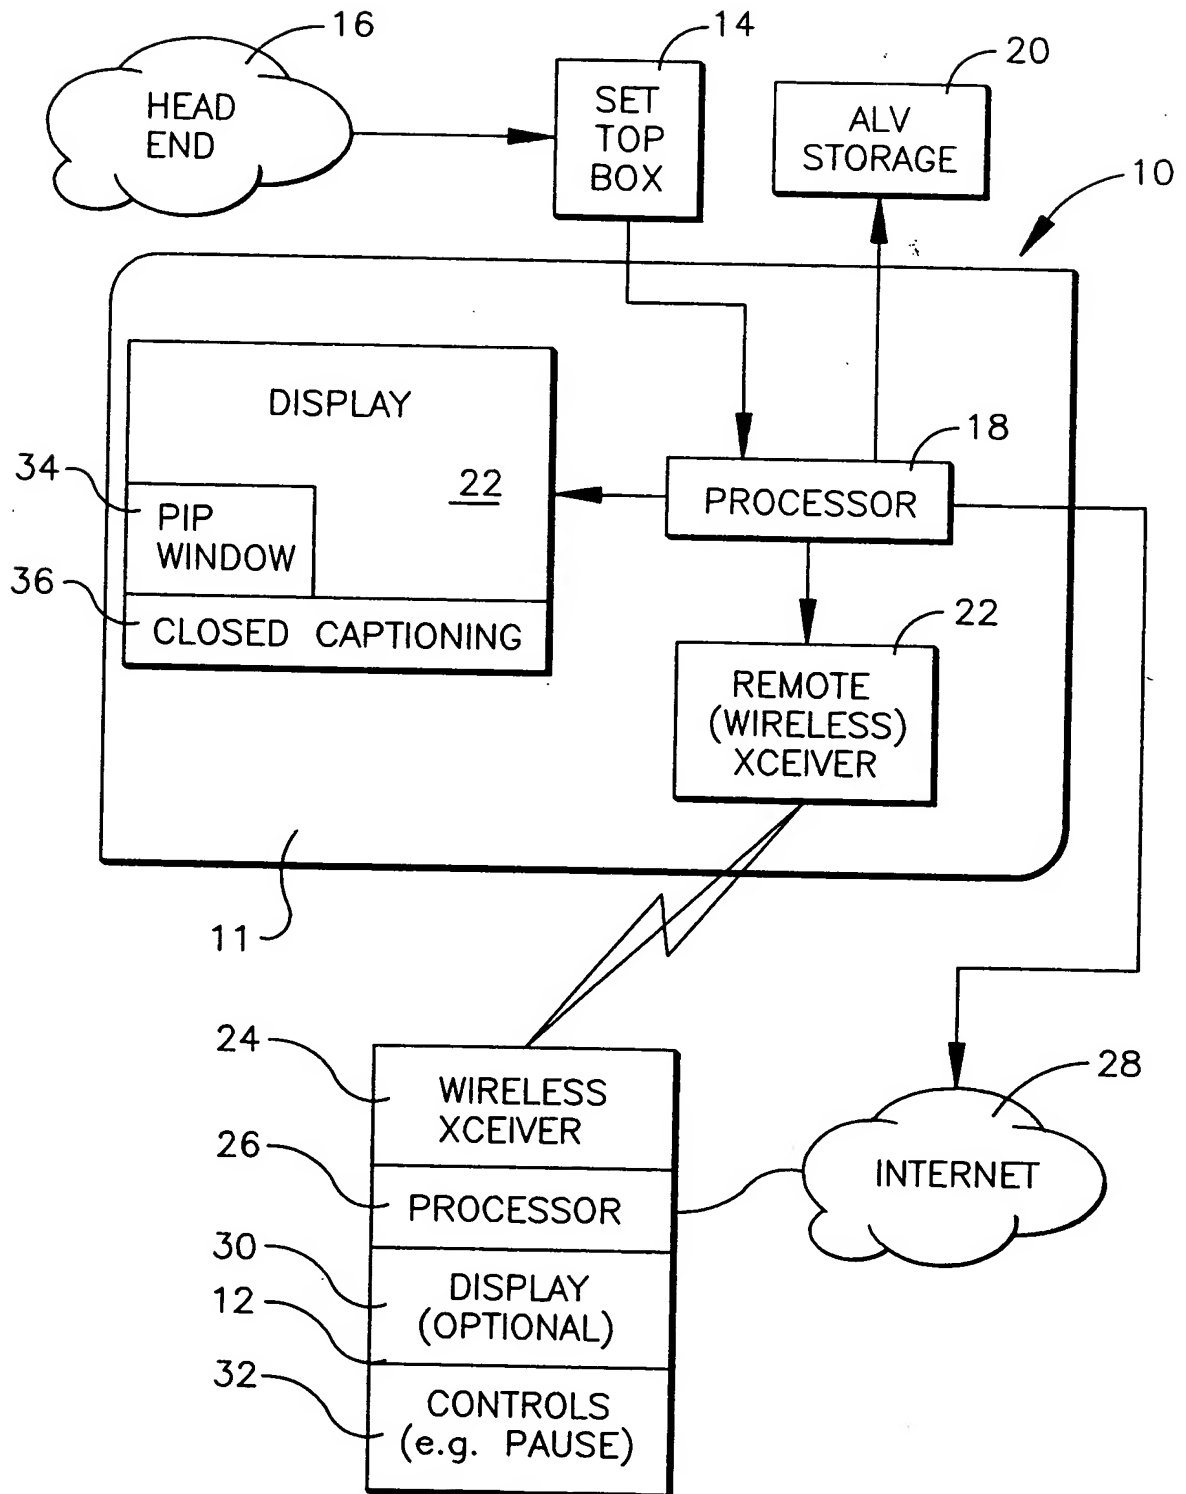 16
HEAD
END
14
SET
TOP
BOX
20
ALV
STORAGE
10
DISPLAY
22
34
PIP
WINDOW
36
CLOSED CAPTIONING
18
PROCESSOR
22
REMOTE
(WIRELESS)
XCEIVER
11
24
WIRELESS
XCEIVER
26
PROCESSOR
30
DISPLAY
(OPTIONAL)
12
32
CONTROLS
(e.g. PAUSE)
28
INTERNET